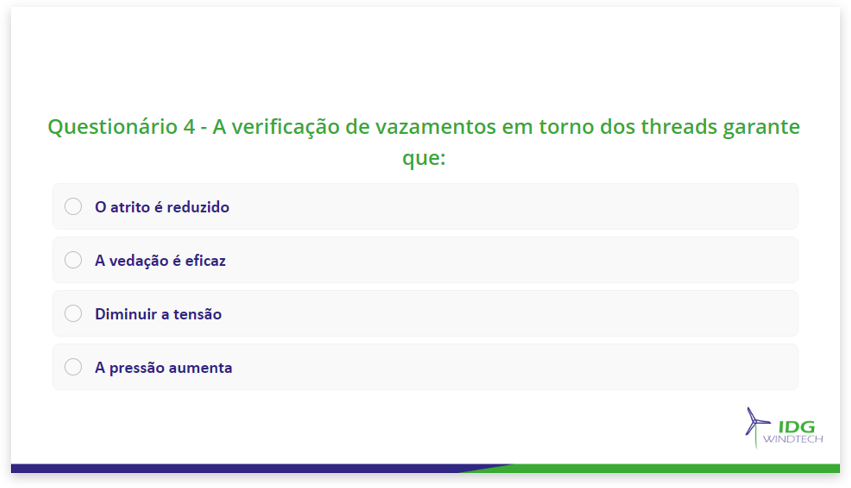 Questionário 4 - A verificação de vazamentos em torno dos threads garante
que:
O atrito é reduzido
A vedação é eficaz
Diminuir a tensão
A pressão aumenta
IDG
WINDTECH